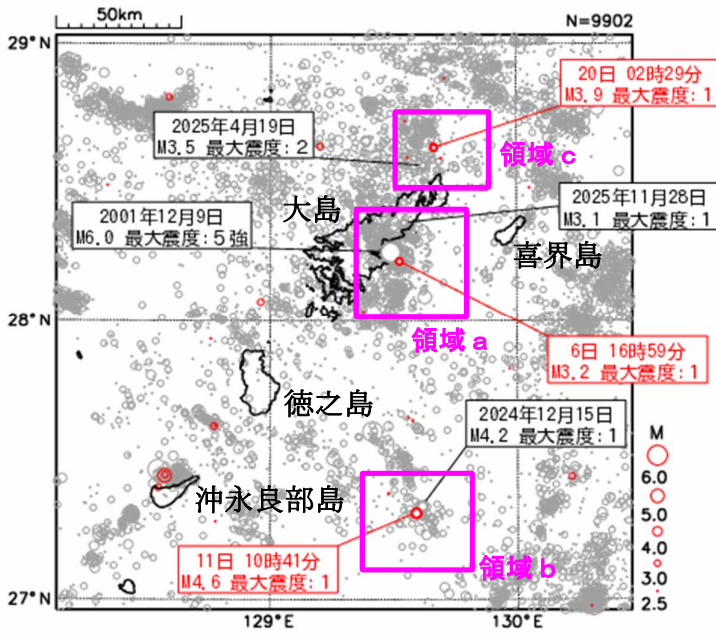 50km
N=9902
29°N
20日 02時29分
M3.9 最大震度:1
2025年4月19日
M3.5 最大震度:2
領域c
2025年11月28日
M3.1 最大震度:1
大島
2001年12月9日
M6.0 最大震度:5強
喜界島
28°N
領域a
6日 16時59分
M3.2 最大震度:1
徳之島
2024年12月15日
M4.2 最大震度:1
M
6.0
5.0
4.0
3.0
2.5
沖永良部島
11日 10時41分
M4.6 最大震度:1
領域b
27°N
129°E
130°E